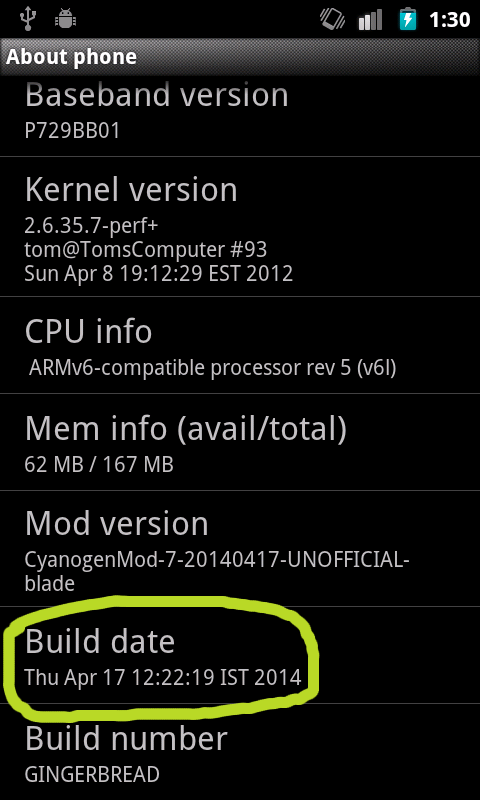 1:30
About phone
Baseband version
P729BB01
Kernel version
2.6.35.7-perf+
tom@TomsComputer #93
Sun Apr 8 19:12:29 EST 2012
CPU info
ARMv6-compatible processor rev 5 (v6l)
Mem info (avail/total)
62 MB / 167 MB
Mod version
CyanogenMod-7-20140417-UNOFFICIAL-
blade
Build date
Thu Apr 17 12:22:19 IST 2014
Build number
GINGERBREAD